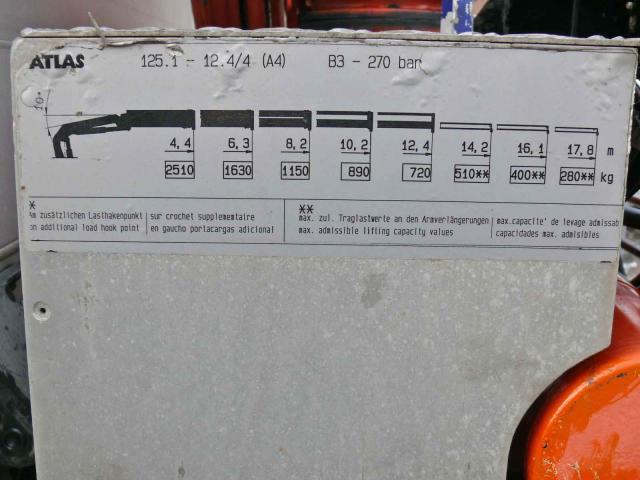 ATLAS 125.1 - 12.4/4 (A4) B3 - 270 bar
10°
4,4 6,3 8,2 10,2 12,4 14,2 16,1 17,8 m
2510 1630 1150 890 720 510** 400** 280** kg
* **
Am zusätzlichen Lasthakenpunkt sur crochet supplementaire max. zul. Traglastwerte an den Armverlängerungen max.capacite' de levage admissab
on additional load hook point en gaucho portacargas adicional max. admissible lifting capacity values capacidades max. admisibles